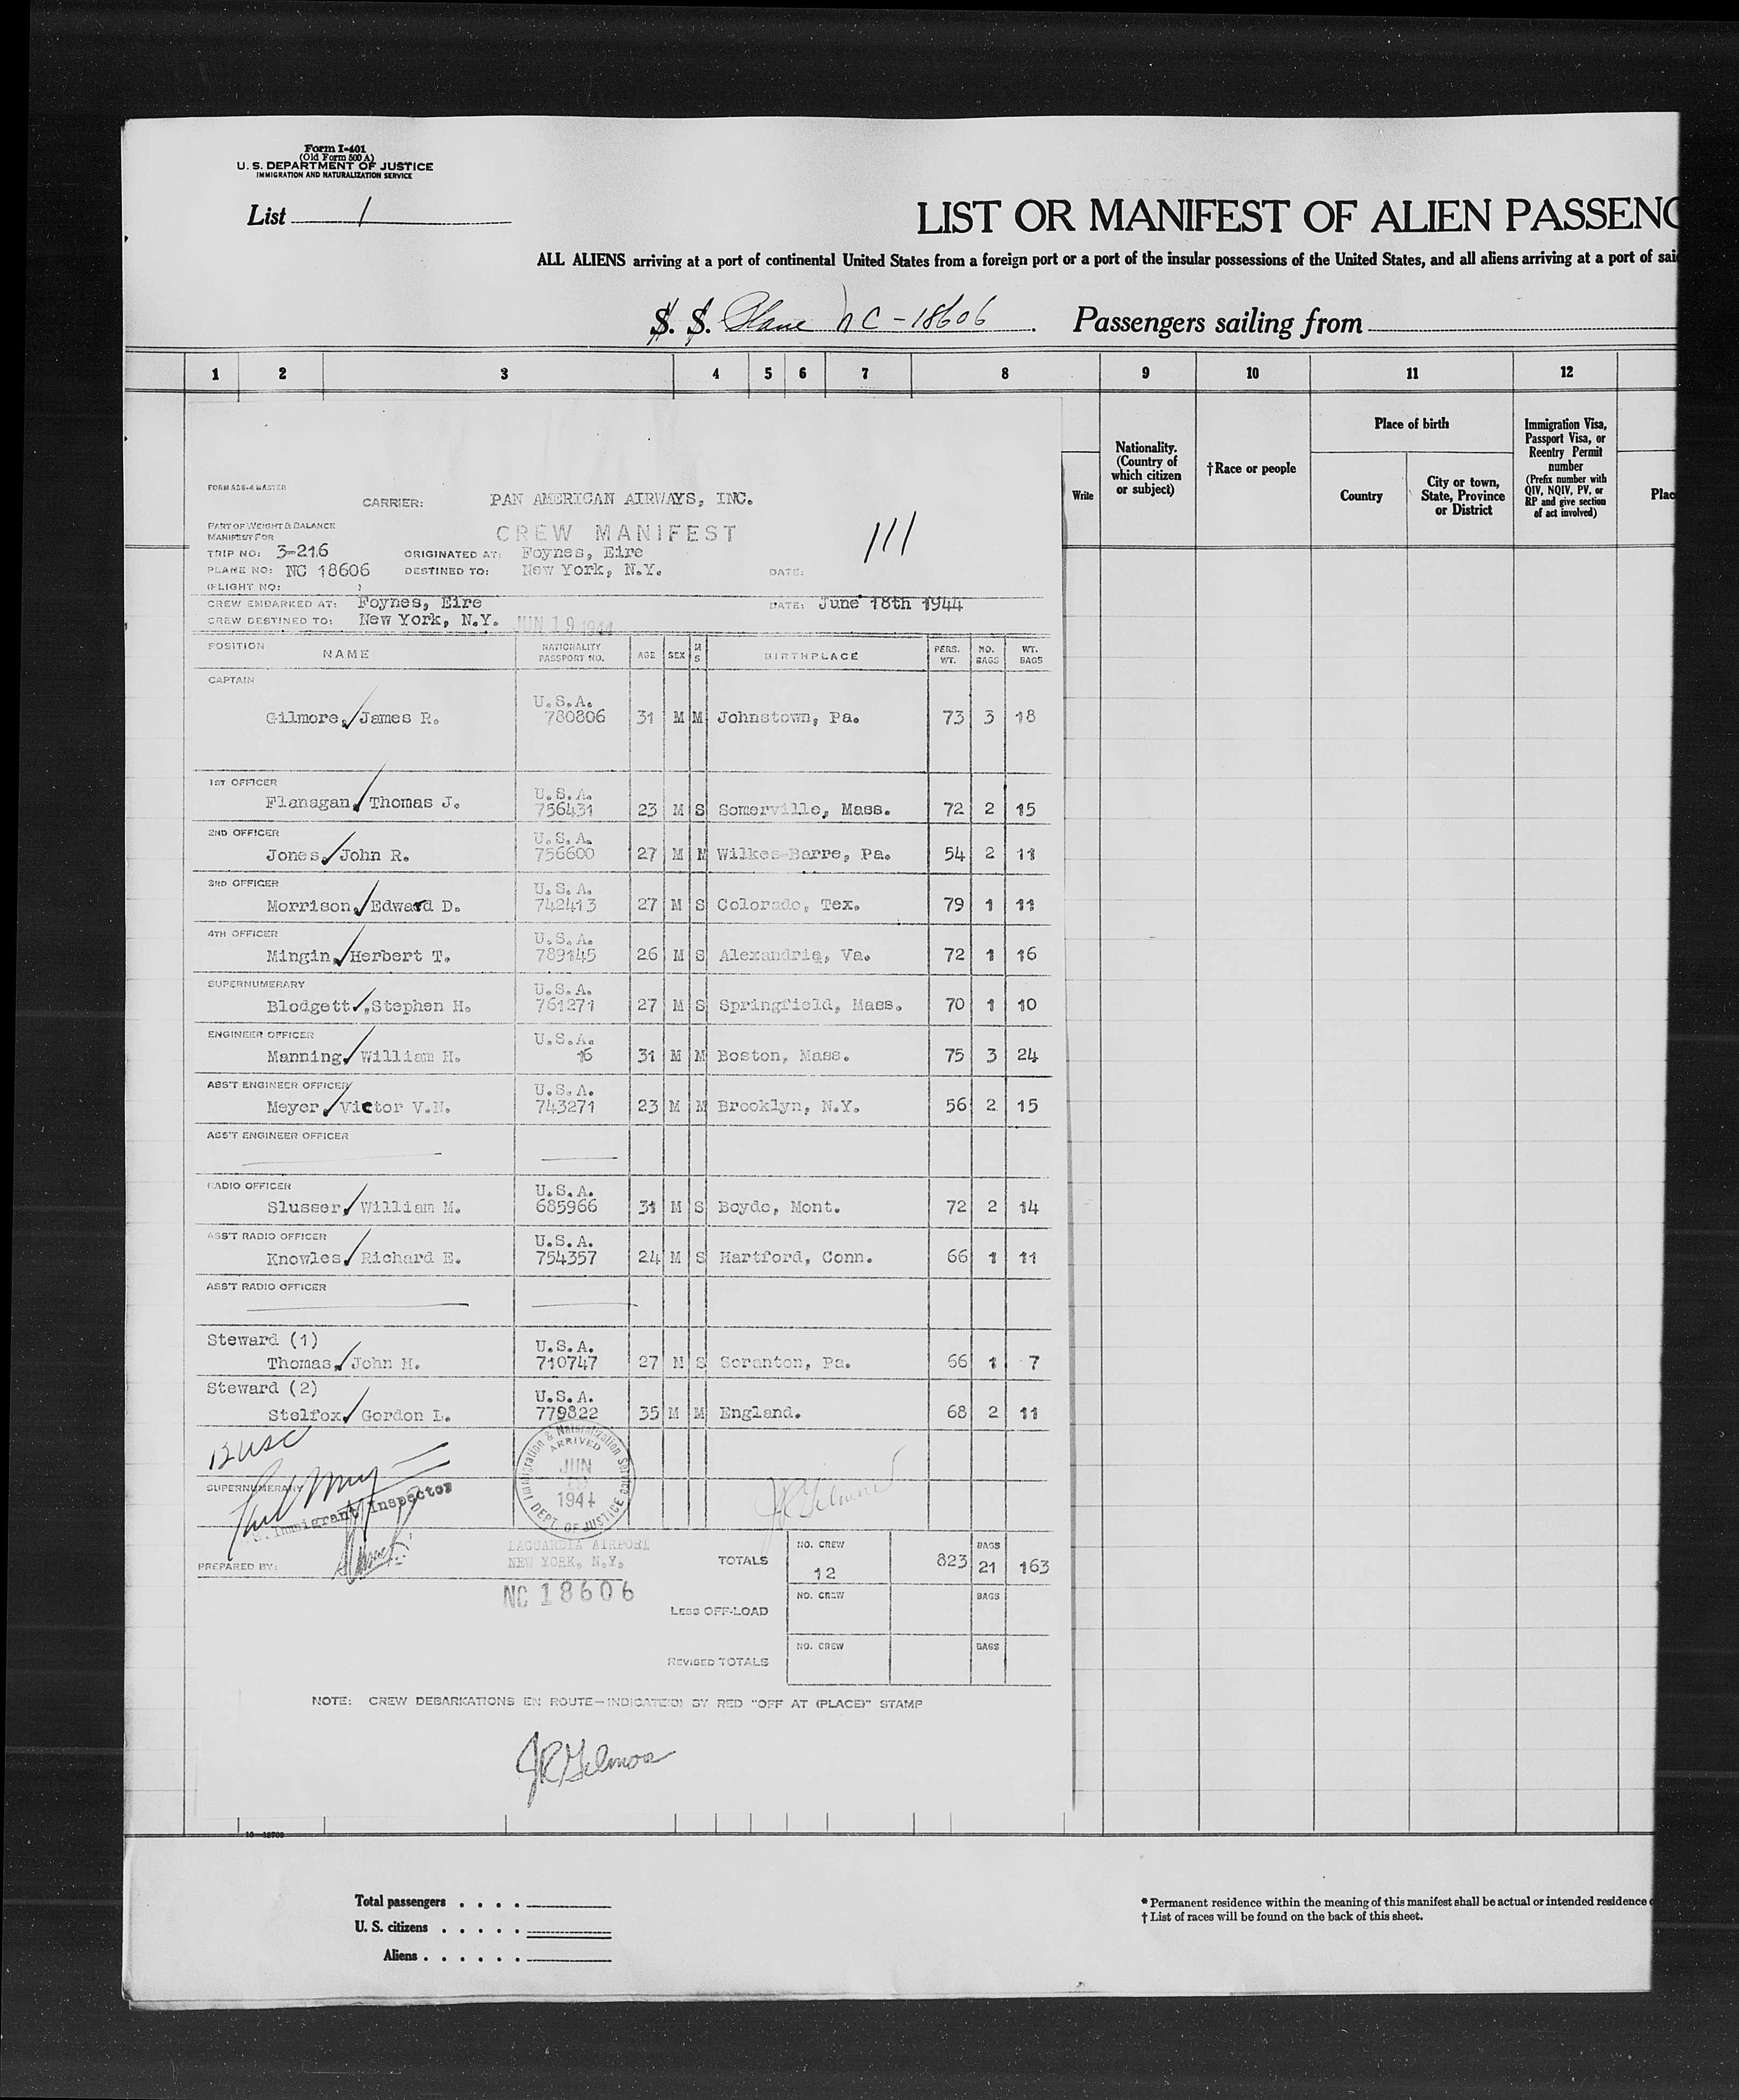 Form I-401
(Old Form 500 A)
U. S. DEPARTMENT OF JUSTICE
IMMIGRATION AND NATURALIZATION SERVICE
List 1
LIST OR MANIFEST OF ALIEN PASSENG
ALL ALIENS arriving at a port of continental United States from a foreign port or a port of the insular possessions of the United States, and all aliens arriving at a port of sai
S. S. Plane NC-18606. Passengers sailing from
1 2 3 4 5 6 7 8 9 10 11 12
Write
Nationality. (Country of which citizen or subject)
†Race or people
Place of birth
Country
City or town, State, Province or District
Immigration Visa, Passport Visa, or Reentry Permit number
(Prefix number with QIV, NQIV, PV, or RP and give section of act involved)
Plac
CARRIER: PAN AMERICAN AIRWAYS, INC.
PART OF WEIGHT & BALANCE
MANIFEST FOR
CREW MANIFEST
111
TRIP NO: 3-216 ORIGINATED AT: Foynes, Eire
PLANE NO: NC 18606 DESTINED TO: New York, N.Y. DATE:
(FLIGHT NO: )
CREW EMBARKED AT: Foynes, Eire DATE: June 18th 1944
CREW DESTINED TO: New York, N.Y. JUN 19 1944
POSITION NAME NATIONALITY PASSPORT NO. AGE SEX M S BIRTHPLACE PERS. WT. NO. BAGS WT. BAGS
CAPTAIN
U.S.A.
Gilmore, James R. 780806 31 M M Johnstown, Pa. 73 3 18
1ST OFFICER
U.S.A.
Flanagan, Thomas J. 756431 23 M S Somerville, Mass. 72 2 15
2ND OFFICER
U.S.A.
Jones, John R. 756600 27 M M Wilkes-Barre, Pa. 54 2 11
3RD OFFICER
U.S.A.
Morrison, Edward D. 742413 27 M S Colorado, Tex. 79 1 11
4TH OFFICER
U.S.A.
Mingin, Herbert T. 789145 26 M S Alexandria, Va. 72 1 16
SUPERNUMERARY
U.S.A.
Blodgett, Stephen H. 761271 27 M S Springfield, Mass. 70 1 10
ENGINEER OFFICER
U.S.A.
Manning, William H. 16 31 M M Boston, Mass. 75 3 24
ASS'T ENGINEER OFFICER
U.S.A.
Meyer, Victor V.N. 743271 23 M M Brooklyn, N.Y. 56 2 15
ASS'T ENGINEER OFFICER
RADIO OFFICER
U.S.A.
Slusser, William M. 685966 31 M S Boyde, Mont. 72 2 14
ASS'T RADIO OFFICER
U.S.A.
Knowles, Richard E. 754357 24 M S Hartford, Conn. 66 1 11
ASS'T RADIO OFFICER
Steward (1)
U.S.A.
Thomas, John H. 710747 27 M S Scranton, Pa. 66 1 7
Steward (2)
U.S.A.
Stelfox, Gordon L. 779822 35 M M England. 68 2 11
12 USC
Immigration & Naturalization Service
ARRIVED
JUN
1944
DEPT. OF JUSTICE
SUPERNUMERARY
Immigrant Inspector
JR Gilmore
PREPARED BY:
LAGUARDIA AIRPORT
NEW YORK, N.Y.
NC 18606
TOTALS NO. CREW 12 823 BAGS 21 163
LESS OFF-LOAD NO. CREW BAGS
REVISED TOTALS NO. CREW BAGS
NOTE: CREW DEBARKATIONS EN ROUTE—INDICATE(D) BY RED "OFF AT (PLACE)" STAMP
JR Gilmore
Total passengers
U. S. citizens
Aliens
* Permanent residence within the meaning of this manifest shall be actual or intended residence
† List of races will be found on the back of this sheet.